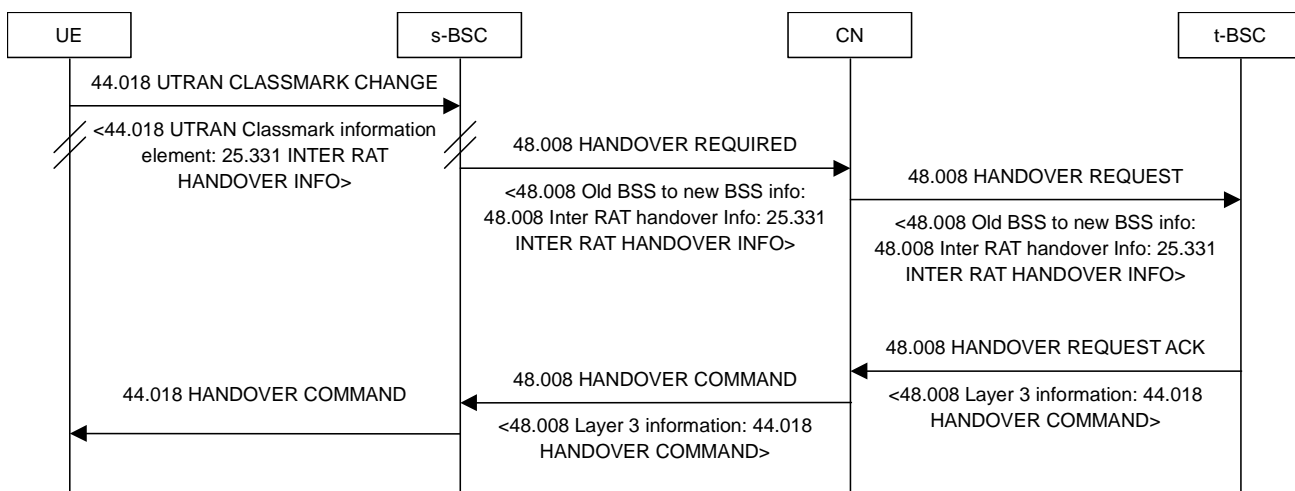 UE
s-BSC
CN
t-BSC
44.018 UTRAN CLASSMARK CHANGE
<44.018 UTRAN Classmark information
element: 25.331 INTER RAT
HANDOVER INFO>
48.008 HANDOVER REQUIRED
<48.008 Old BSS to new BSS info:
48.008 Inter RAT handover Info: 25.331
INTER RAT HANDOVER INFO>
48.008 HANDOVER REQUEST
<48.008 Old BSS to new BSS info:
48.008 Inter RAT handover Info: 25.331
INTER RAT HANDOVER INFO>
48.008 HANDOVER REQUEST ACK
<48.008 Layer 3 information: 44.018
HANDOVER COMMAND>
48.008 HANDOVER COMMAND
<48.008 Layer 3 information: 44.018
HANDOVER COMMAND>
44.018 HANDOVER COMMAND